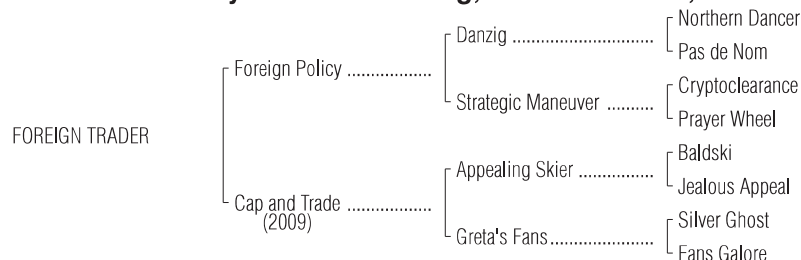 Northern Dancer
Danzig ........................
Pas de Nom
Foreign Policy ..................
Cryptoclearance
Strategic Maneuver ..........
Prayer Wheel
FOREIGN TRADER
Baldski
Appealing Skier ................
Jealous Appeal
Cap and Trade ..................
(2009)
Silver Ghost
Greta's Fans......................
Fans Galore